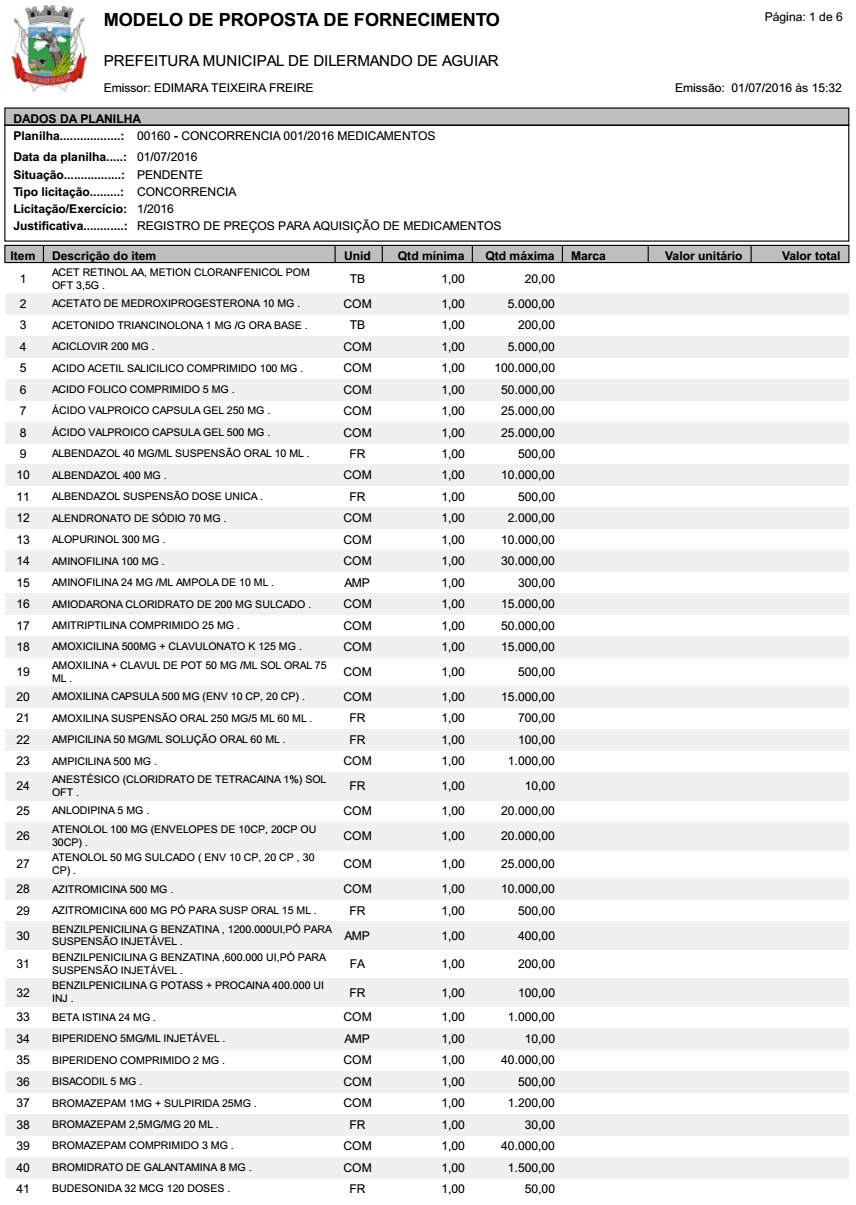 MODELO DE PROPOSTA DE FORNECIMENTO
Página: 1 de 6
PREFEITURA MUNICIPAL DE DILERMANDO DE AGUIAR
Emissor: EDIMARA TEIXEIRA FREIRE
Emissão: 01/07/2016 às 15:32
DADOS DA PLANILHA
Planilha..................: 00160 - CONCORRENCIA 001/2016 MEDICAMENTOS
Data da planilha.....: 01/07/2016
Situação.................: PENDENTE
Tipo licitação.........: CONCORRENCIA
Licitação/Exercício: 1/2016
Justificativa............: REGISTRO DE PREÇOS PARA AQUISIÇÃO DE MEDICAMENTOS
Item Descrição do item Unid Qtd mínima Qtd máxima Marca Valor unitário Valor total
1 ACET RETINOL AA, METION CLORANFENICOL POM OFT 3,5G . TB 1,00 20,00
2 ACETATO DE MEDROXIPROGESTERONA 10 MG . COM 1,00 5.000,00
3 ACETONIDO TRIANCINOLONA 1 MG /G ORA BASE . TB 1,00 200,00
4 ACICLOVIR 200 MG . COM 1,00 5.000,00
5 ACIDO ACETIL SALICILICO COMPRIMIDO 100 MG . COM 1,00 100.000,00
6 ACIDO FOLICO COMPRIMIDO 5 MG . COM 1,00 50.000,00
7 ÁCIDO VALPROICO CAPSULA GEL 250 MG . COM 1,00 25.000,00
8 ÁCIDO VALPROICO CAPSULA GEL 500 MG . COM 1,00 25.000,00
9 ALBENDAZOL 40 MG/ML SUSPENSÃO ORAL 10 ML . FR 1,00 500,00
10 ALBENDAZOL 400 MG . COM 1,00 10.000,00
11 ALBENDAZOL SUSPENSÃO DOSE UNICA . FR 1,00 500,00
12 ALENDRONATO DE SÓDIO 70 MG . COM 1,00 2.000,00
13 ALOPURINOL 300 MG . COM 1,00 10.000,00
14 AMINOFILINA 100 MG . COM 1,00 30.000,00
15 AMINOFILINA 24 MG /ML AMPOLA DE 10 ML . AMP 1,00 300,00
16 AMIODARONA CLORIDRATO DE 200 MG SULCADO . COM 1,00 15.000,00
17 AMITRIPTILINA COMPRIMIDO 25 MG . COM 1,00 50.000,00
18 AMOXICILINA 500MG + CLAVULONATO K 125 MG . COM 1,00 15.000,00
19 AMOXILINA + CLAVUL DE POT 50 MG /ML SOL ORAL 75 ML . COM 1,00 500,00
20 AMOXILINA CAPSULA 500 MG (ENV 10 CP, 20 CP) . COM 1,00 15.000,00
21 AMOXILINA SUSPENSÃO ORAL 250 MG/5 ML 60 ML . FR 1,00 700,00
22 AMPICILINA 50 MG/ML SOLUÇÃO ORAL 60 ML . FR 1,00 100,00
23 AMPICILINA 500 MG . COM 1,00 1.000,00
24 ANESTÉSICO (CLORIDRATO DE TETRACAINA 1%) SOL OFT . FR 1,00 10,00
25 ANLODIPINA 5 MG . COM 1,00 20.000,00
26 ATENOLOL 100 MG (ENVELOPES DE 10CP, 20CP OU 30CP) . COM 1,00 20.000,00
27 ATENOLOL 50 MG SULCADO ( ENV 10 CP, 20 CP , 30 CP) . COM 1,00 25.000,00
28 AZITROMICINA 500 MG . COM 1,00 10.000,00
29 AZITROMICINA 600 MG PÓ PARA SUSP ORAL 15 ML . FR 1,00 500,00
30 BENZILPENICILINA G BENZATINA , 1200.000UI,PÓ PARA SUSPENSÃO INJETÁVEL . AMP 1,00 400,00
31 BENZILPENICILINA G BENZATINA ,600.000 UI,PÓ PARA SUSPENSÃO INJETÁVEL . FA 1,00 200,00
32 BENZILPENICILINA G POTASS + PROCAINA 400.000 UI INJ . FR 1,00 100,00
33 BETA ISTINA 24 MG . COM 1,00 1.000,00
34 BIPERIDENO 5MG/ML INJETÁVEL . AMP 1,00 10,00
35 BIPERIDENO COMPRIMIDO 2 MG . COM 1,00 40.000,00
36 BISACODIL 5 MG . COM 1,00 500,00
37 BROMAZEPAM 1MG + SULPIRIDA 25MG . COM 1,00 1.200,00
38 BROMAZEPAM 2,5MG/MG 20 ML . FR 1,00 30,00
39 BROMAZEPAM COMPRIMIDO 3 MG . COM 1,00 40.000,00
40 BROMIDRATO DE GALANTAMINA 8 MG . COM 1,00 1.500,00
41 BUDESONIDA 32 MCG 120 DOSES . FR 1,00 50,00